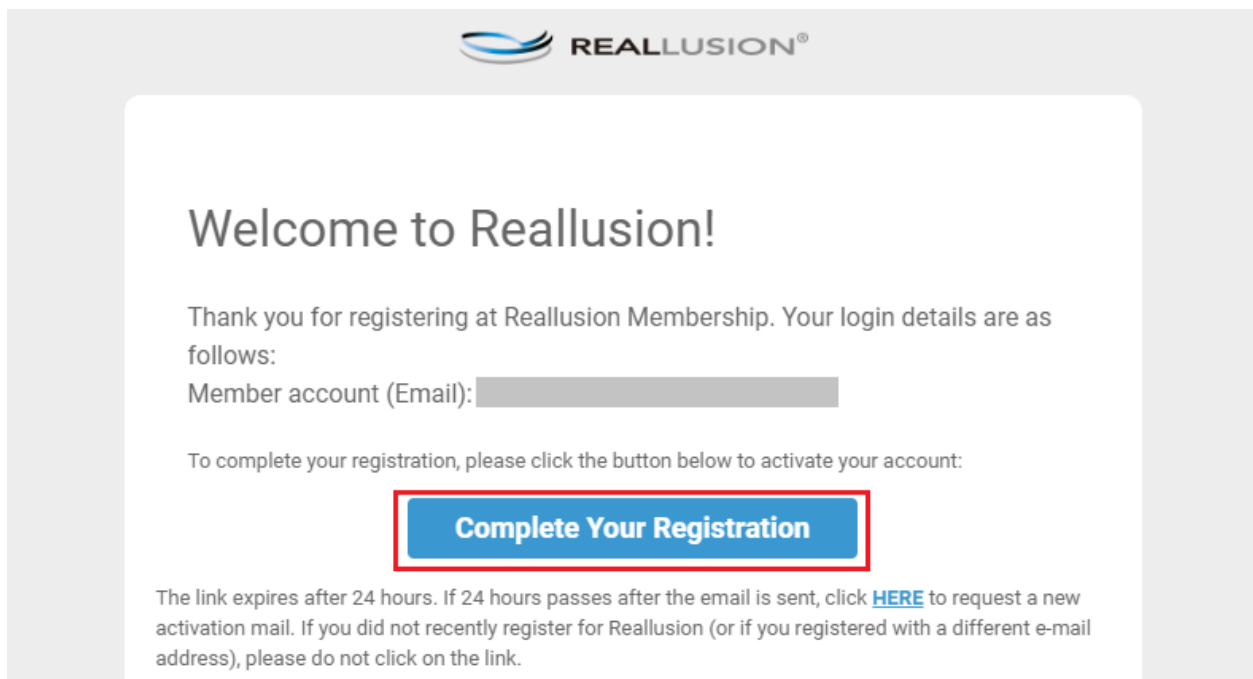 REALLUSION®
Welcome to Reallusion!
Thank you for registering at Reallusion Membership. Your login details are as
follows:
Member account (Email):
To complete your registration, please click the button below to activate your account:
Complete Your Registration
The link expires after 24 hours. If 24 hours passes after the email is sent, click HERE to request a new
activation mail. If you did not recently register for Reallusion (or if you registered with a different e-mail
address), please do not click on the link.